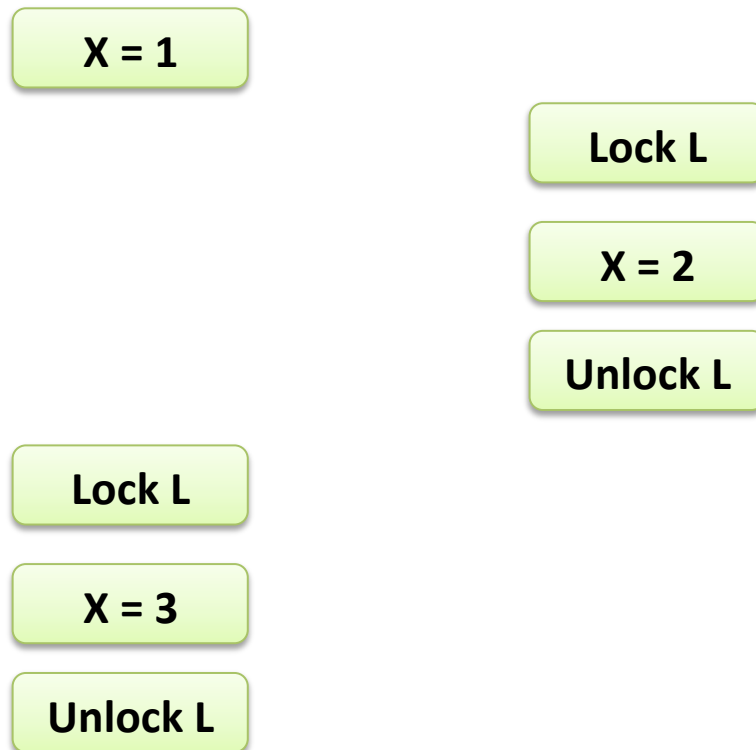 X = 1
Lock L
X = 2
Unlock L
Lock L
X = 3
Unlock L